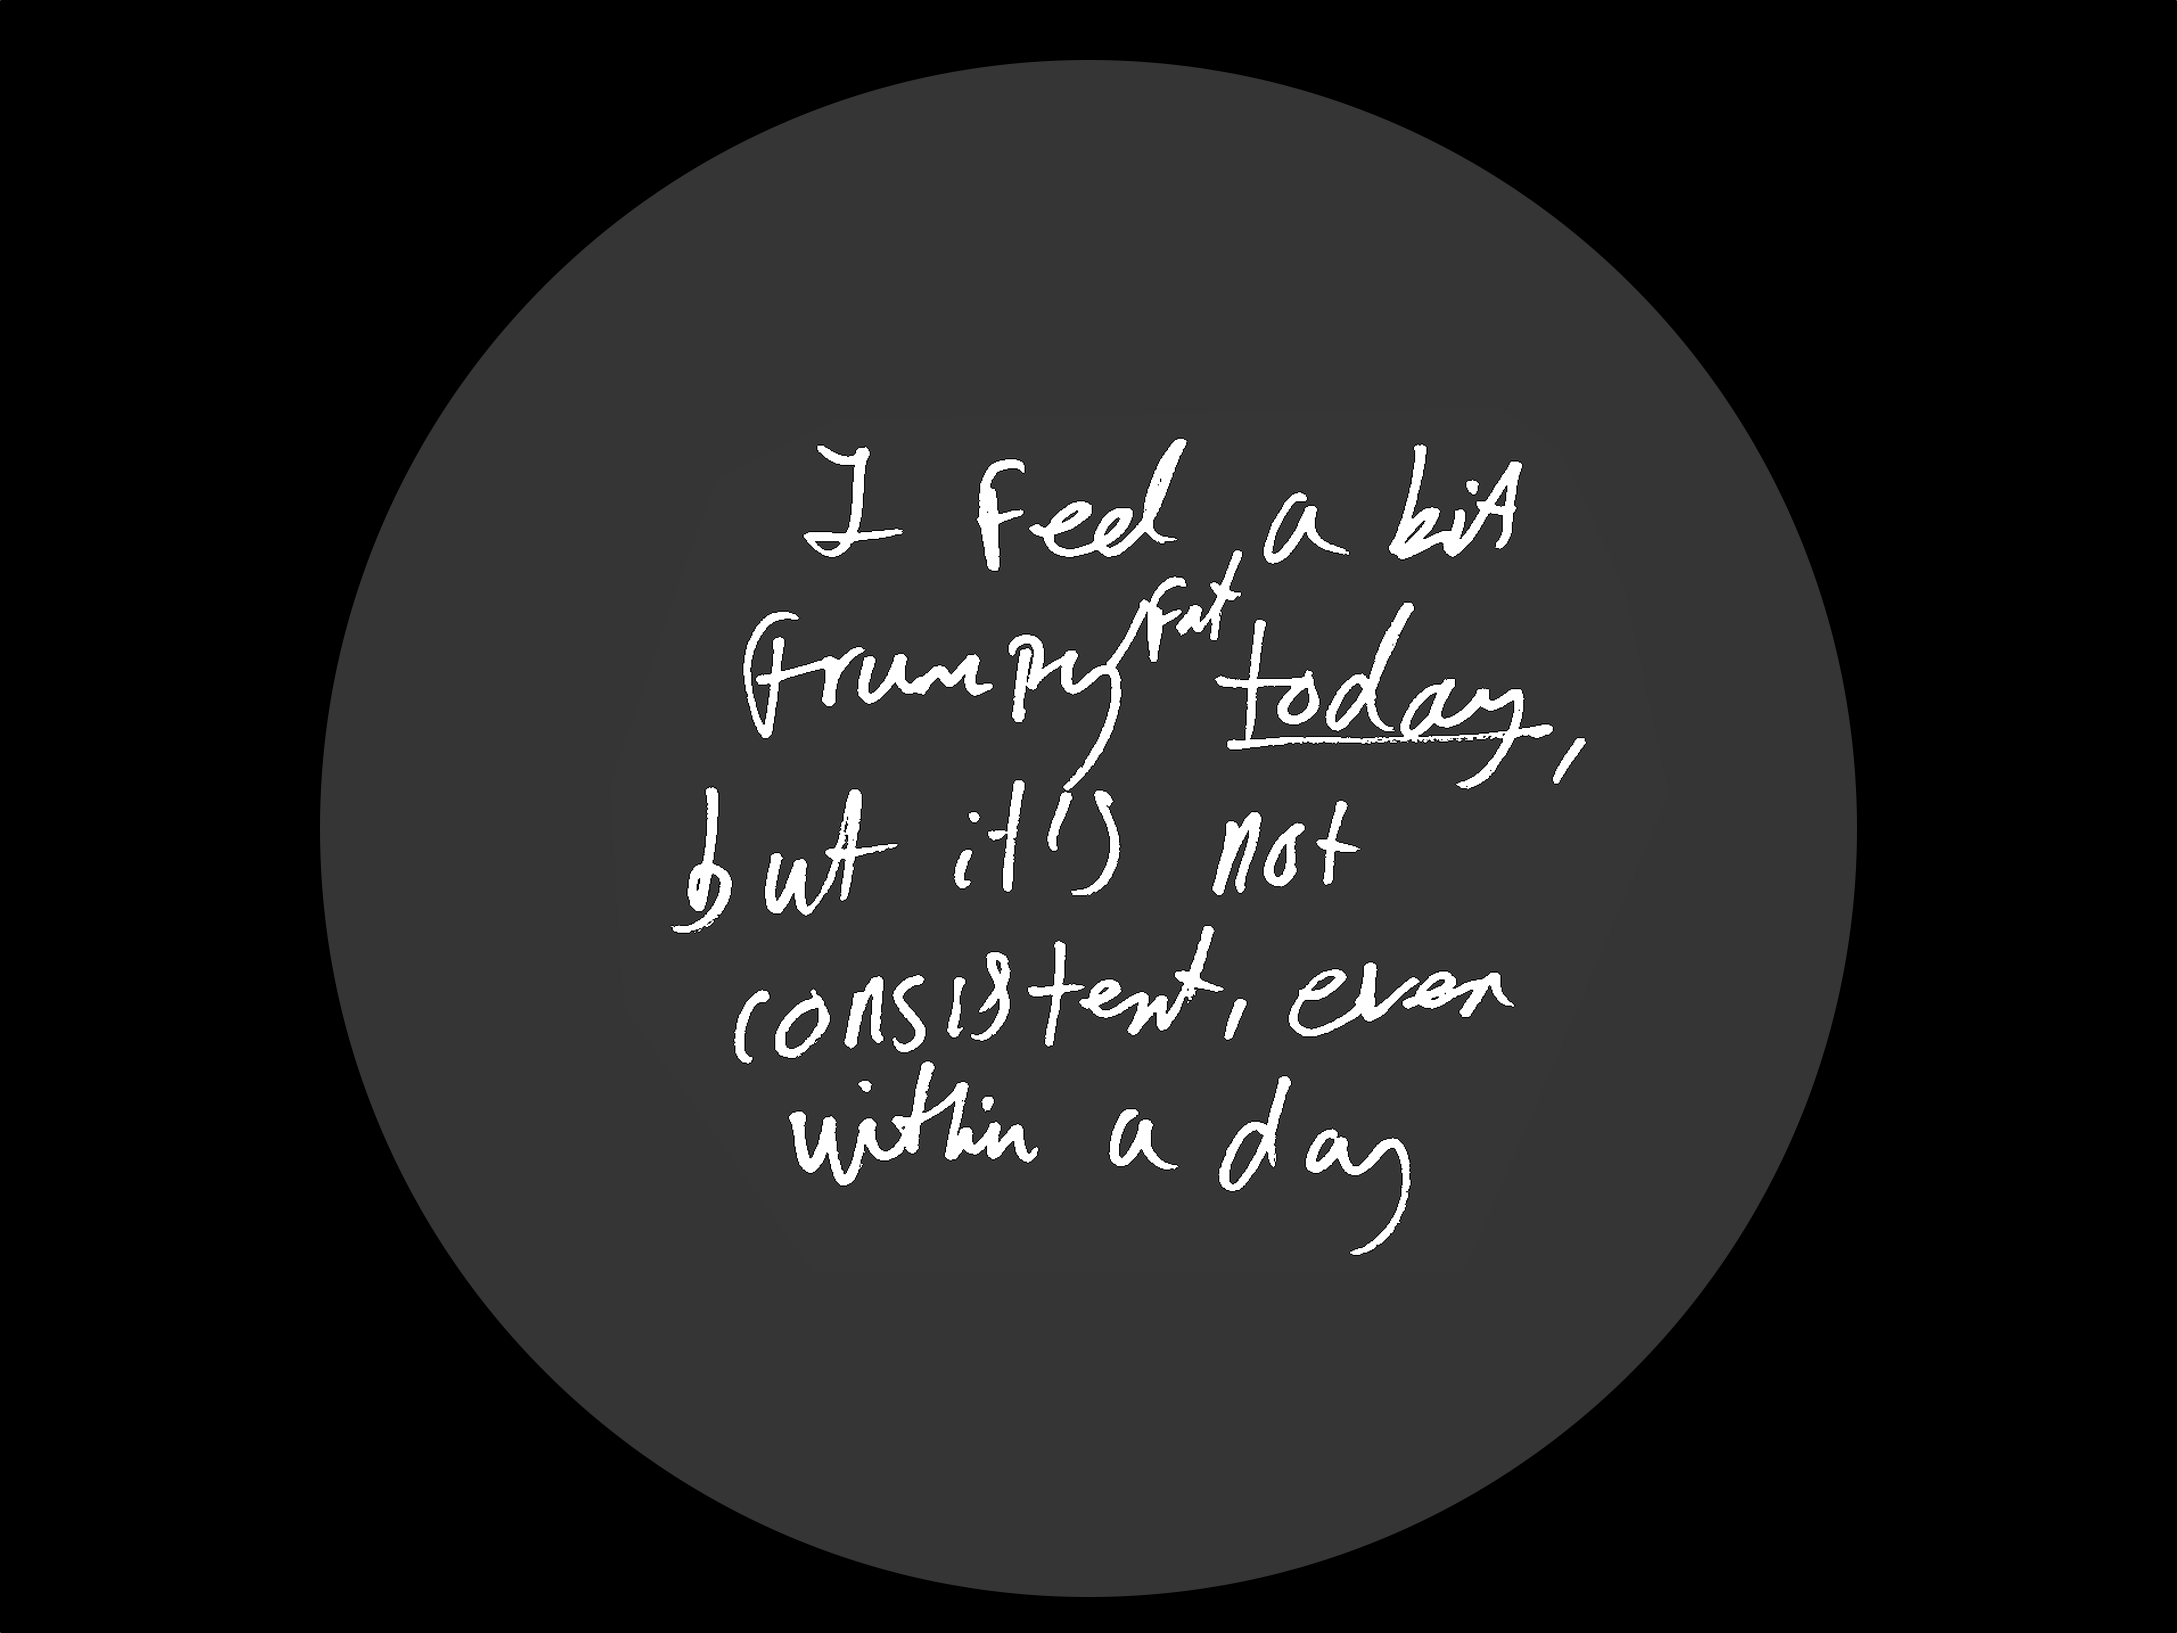 I feel a bit
frumpy/fat today,
but it's not
consistent, even
within a day